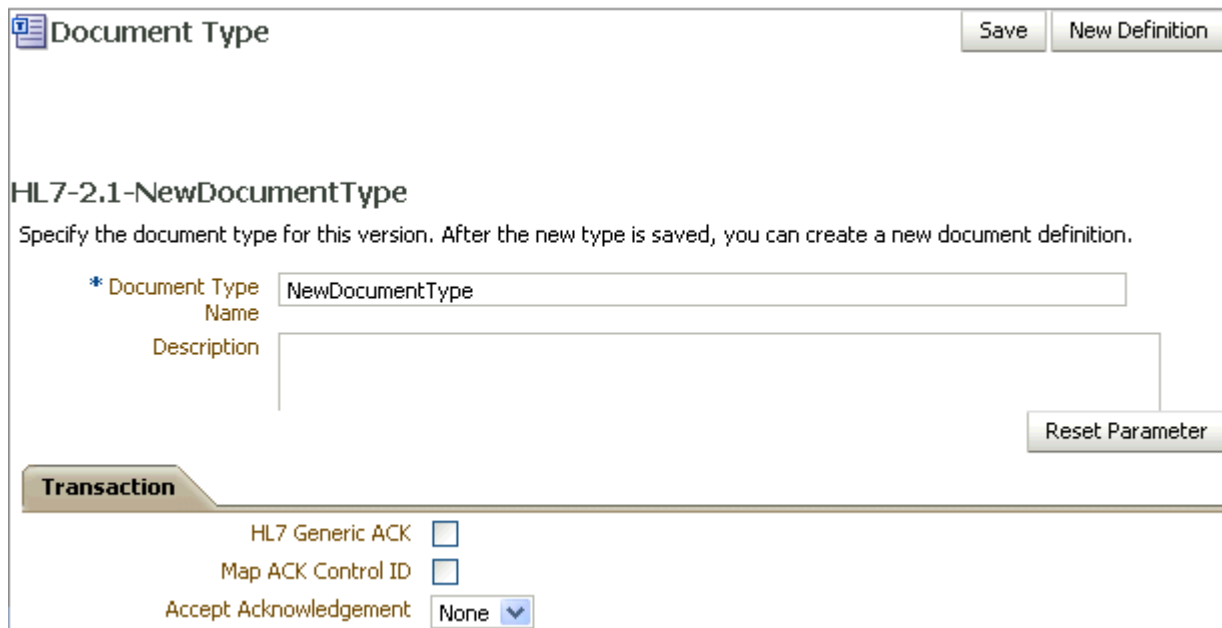 Document Type
Save
New Definition
HL7-2.1-NewDocumentType
Specify the document type for this version. After the new type is saved, you can create a new document definition.
* Document Type
Name
NewDocumentType
Description
Reset Parameter
Transaction
HL7 Generic ACK
Map ACK Control ID
Accept Acknowledgement
None